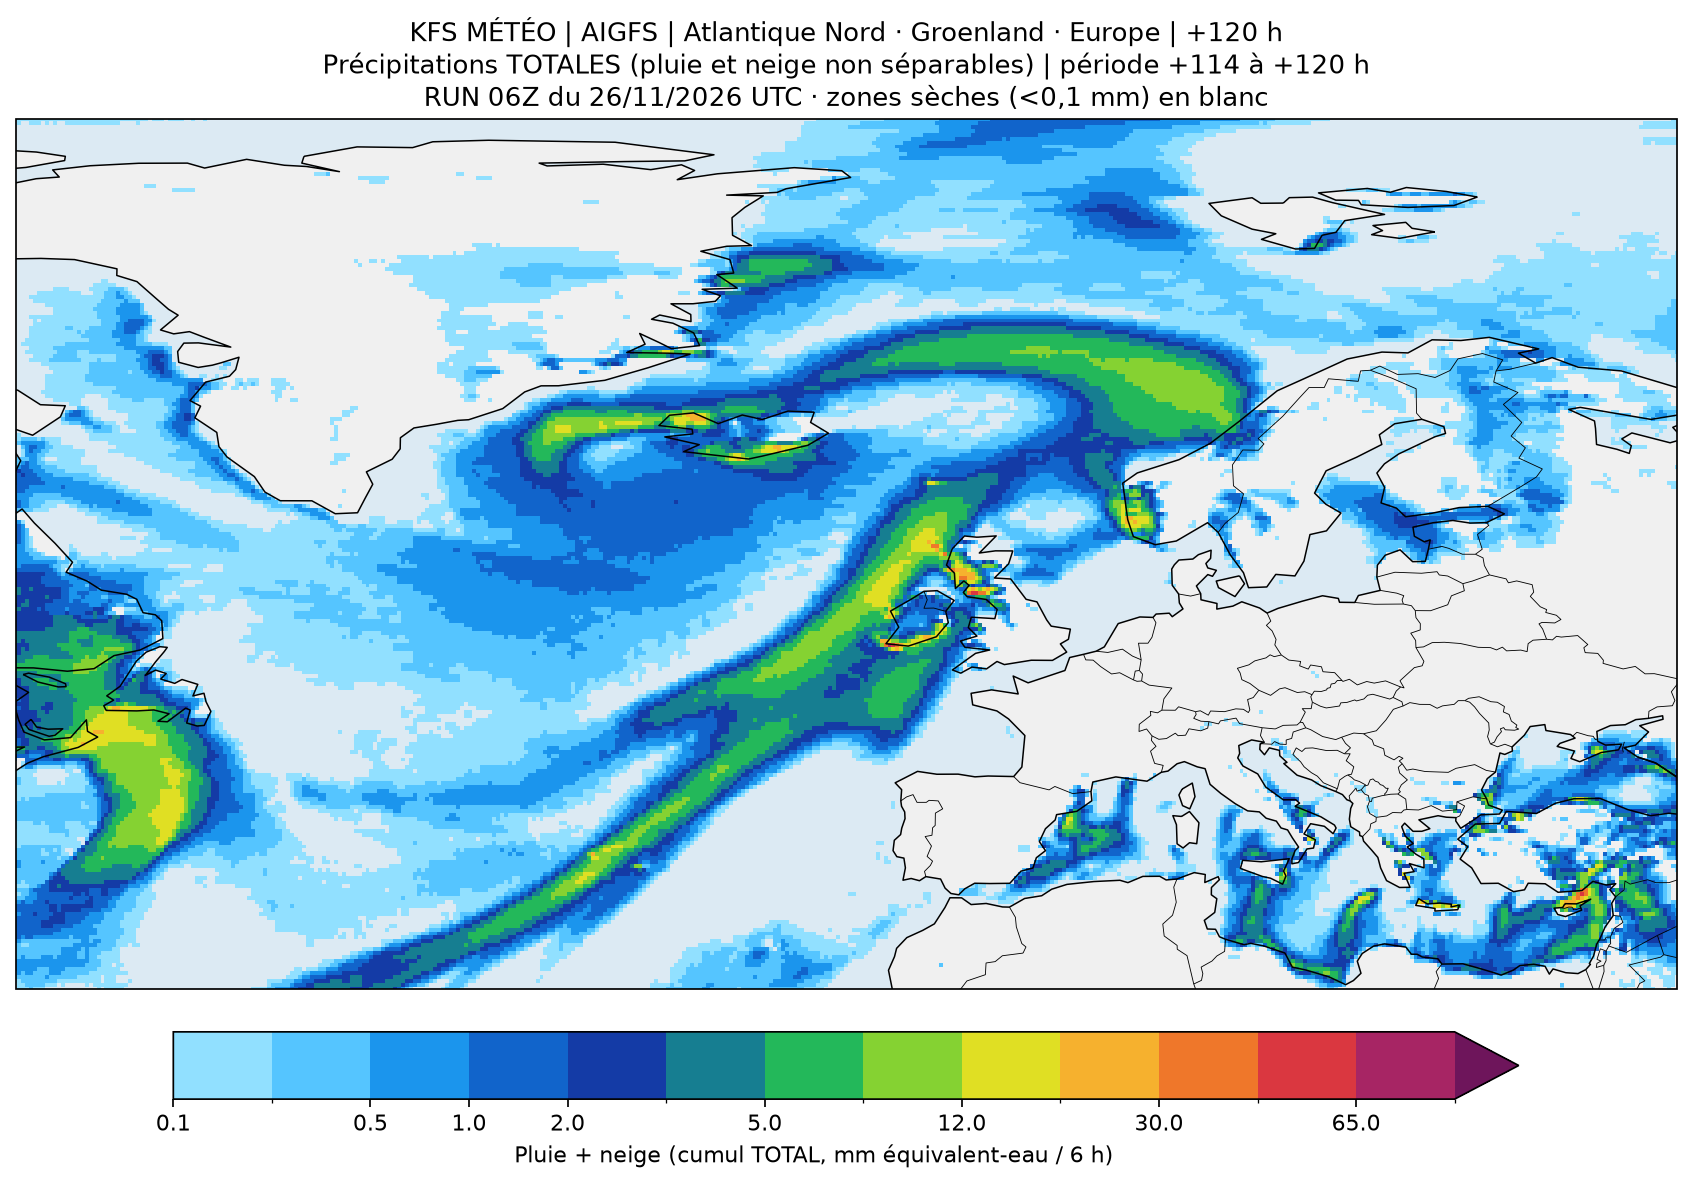 KFS MÉTÉO | AIGFS | Atlantique Nord · Groenland · Europe | +120 h
Précipitations TOTALES (pluie et neige non séparables) | période +114 à +120 h
RUN 06Z du 26/11/2026 UTC · zones sèches (<0,1 mm) en blanc
0.1 0.5 1.0 2.0 5.0 12.0 30.0 65.0
Pluie + neige (cumul TOTAL, mm équivalent-eau / 6 h)